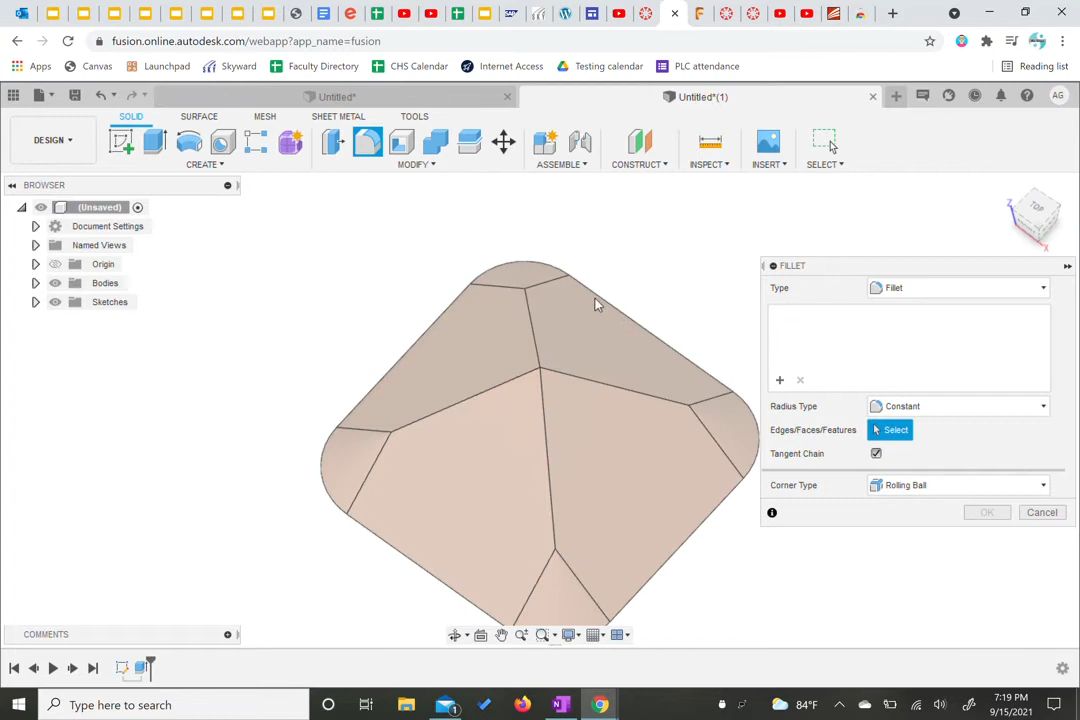 fusion.online.autodesk.com/webapp?app_name=fusion
Apps Canvas Launchpad Skyward Faculty Directory CHS Calendar Internet Access Testing calendar PLC attendance Reading list
Untitled* Untitled*(1) AG
SOLID SURFACE MESH SHEET METAL TOOLS
DESIGN
CREATE MODIFY ASSEMBLE CONSTRUCT INSPECT INSERT SELECT
BROWSER
(Unsaved)
Document Settings
Named Views
Origin
Bodies
Sketches
TOP
Z
X
FILLET
Type Fillet
Radius Type Constant
Edges/Faces/Features Select
Tangent Chain
Corner Type Rolling Ball
OK Cancel
COMMENTS
Type here to search
1
84°F
7:19 PM
9/15/2021